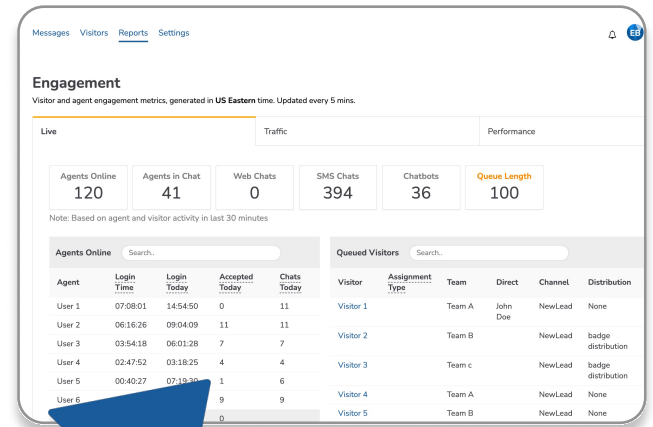 Messages Visitors Reports Settings
EB
Engagement
Visitor and agent engagement metrics, generated in US Eastern time. Updated every 5 mins.
Live Traffic Performance
Agents Online Agents in Chat Web Chats SMS Chats Chatbots Queue Length
120 41 0 394 36 100
Note: Based on agent and visitor activity in last 30 minutes
Agents Online Search.. Queued Visitors Search..
Agent Login Time Login Today Accepted Today Chats Today Visitor Assignment Type Team Direct Channel Distribution
User 1 07:08:01 14:54:50 0 11
User 2 06:16:26 09:04:09 11 11
User 3 03:54:18 06:01:28 7 7
User 4 02:47:52 03:18:25 4 4
User 5 00:40:27 07:19:30 1 6
User 6 9 9
0
Visitor 1 Team A John Doe NewLead None
Visitor 2 Team B NewLead badge distribution
Visitor 3 Team c NewLead badge distribution
Visitor 4 Team A NewLead None
Visitor 5 Team B NewLead None